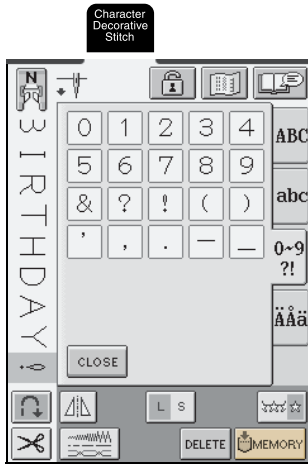 Character
Decorative
Stitch
N
BIRTHDAY
0 1 2 3 4
5 6 7 8 9
& ? ! ( )
' , . — _
ABC
abc
0~9
?!
ÄÅä
CLOSE
L S
DELETE
MEMORY